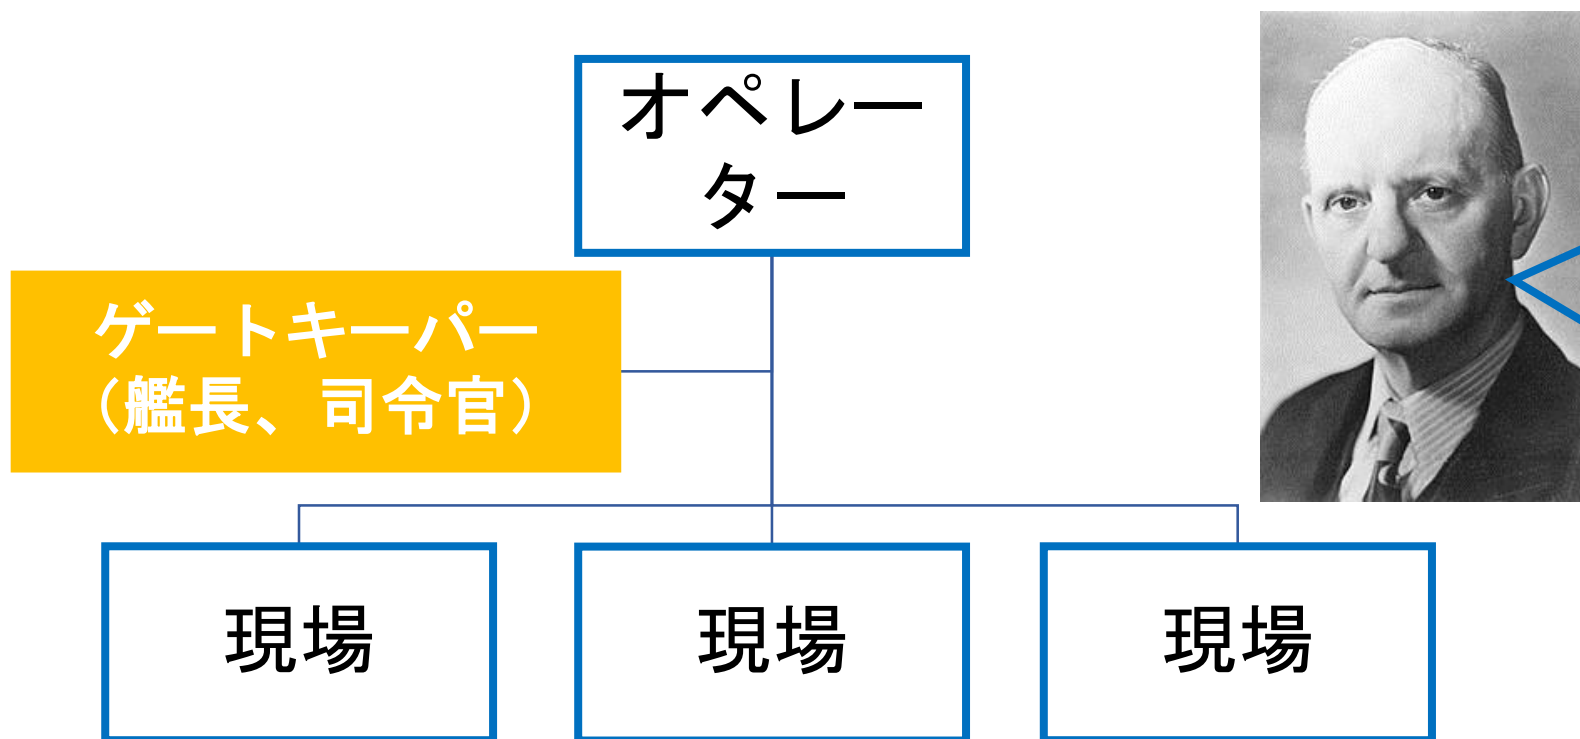 オペレー
ター
ゲートキーパー
（艦長、司令官）
現場
現場
現場